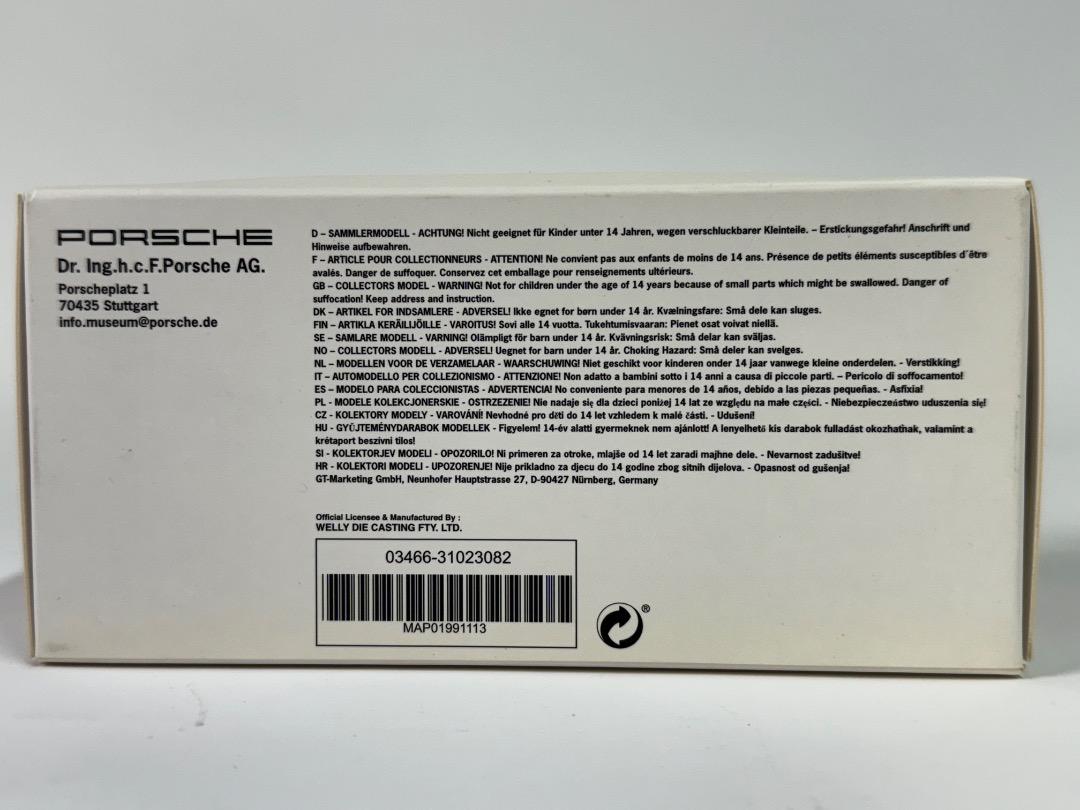 PORSCHE
Dr. Ing.h.c.F.Porsche AG.
Porscheplatz 1
70435 Stuttgart
info.museum@porsche.de
D – SAMMLERMODELL - ACHTUNG! Nicht geeignet für Kinder unter 14 Jahren, wegen verschluckbarer Kleinteile. – Erstickungsgefahr! Anschrift und
Hinweise aufbewahren.
F – ARTICLE POUR COLLECTIONNEURS - ATTENTION! Ne convient pas aux enfants de moins de 14 ans. Présence de petits éléments susceptibles d´être
avalés. Danger de suffoquer. Conservez cet emballage pour renseignements ultérieurs.
GB – COLLECTORS MODEL - WARNING! Not for children under the age of 14 years because of small parts which might be swallowed. Danger of
suffocation! Keep address and instruction.
DK – ARTIKEL FOR INDSAMLERE - ADVERSEL! Ikke egnet for børn under 14 år. Kvælningsfare: Små dele kan sluges.
FIN – ARTIKLA KERÄILIJÖILLE - VAROITUS! Sovi alle 14 vuotta. Tukehtumisvaaran: Pienet osat voivat niellä.
SE – SAMLARE MODELL - VARNING! Olämpligt för barn under 14 år. Kvävningsrisk: Små delar kan sväljas.
NO – COLLECTORS MODELL - ADVERSEL! Uegnet for barn under 14 år. Choking Hazard: Små deler kan svelges.
NL – MODELLEN VOOR DE VERZAMELAAR - WAARSCHUWING! Niet geschikt voor kinderen onder 14 jaar vanwege kleine onderdelen. - Verstikking!
IT – AUTOMODELLO PER COLLEZIONISMO - ATTENZIONE! Non adatto a bambini sotto i 14 anni a causa di piccole parti. – Pericolo di soffocamento!
ES – MODELO PARA COLECCIONISTAS - ADVERTENCIA! No conveniente para menores de 14 años, debido a las piezas pequeñas. - Asfixia!
PL - MODELE KOLEKCJONERSKIE - OSTRZEŻENIE! Nie nadaje się dla dzieci poniżej 14 lat ze względu na małe części. - Niebezpieczeństwo uduszenia się!
CZ - KOLEKTORY MODELY - VAROVÁNÍ! Nevhodné pro děti do 14 let vzhledem k malé části. - Udušení!
HU - GYŰJTEMÉNYDARABOK MODELLEK - Figyelem! 14-év alatti gyermeknek nem ajánlott! A lenyelhető kis darabok fulladást okozhatnak, valamint a
krétaport beszívni tilos!
SI - KOLEKTORJEV MODELI - OPOZORILO! Ni primeren za otroke, mlajše od 14 let zaradi majhne dele. - Nevarnost zadušitve!
HR - KOLEKTORI MODELI - UPOZORENJE! Nije prikladno za djecu do 14 godine zbog sitnih dijelova. - Opasnost od gušenja!
GT-Marketing GmbH, Neunhofer Hauptstrasse 27, D-90427 Nürnberg, Germany
Official Licensee & Manufactured By :
WELLY DIE CASTING FTY. LTD.
03466-31023082
MAP01991113
®